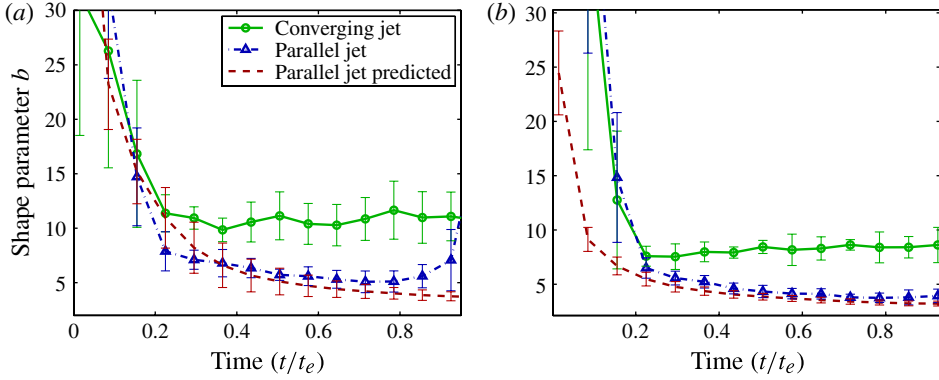 (a)
30
25
20
15
10
5
0
0.2
0.4
0.6
0.8
Time (t/te)
Shape parameter b
Converging jet
Parallel jet
Parallel jet predicted
(b)
30
25
20
15
10
5
0.2
0.4
0.6
0.8
Time (t/te)